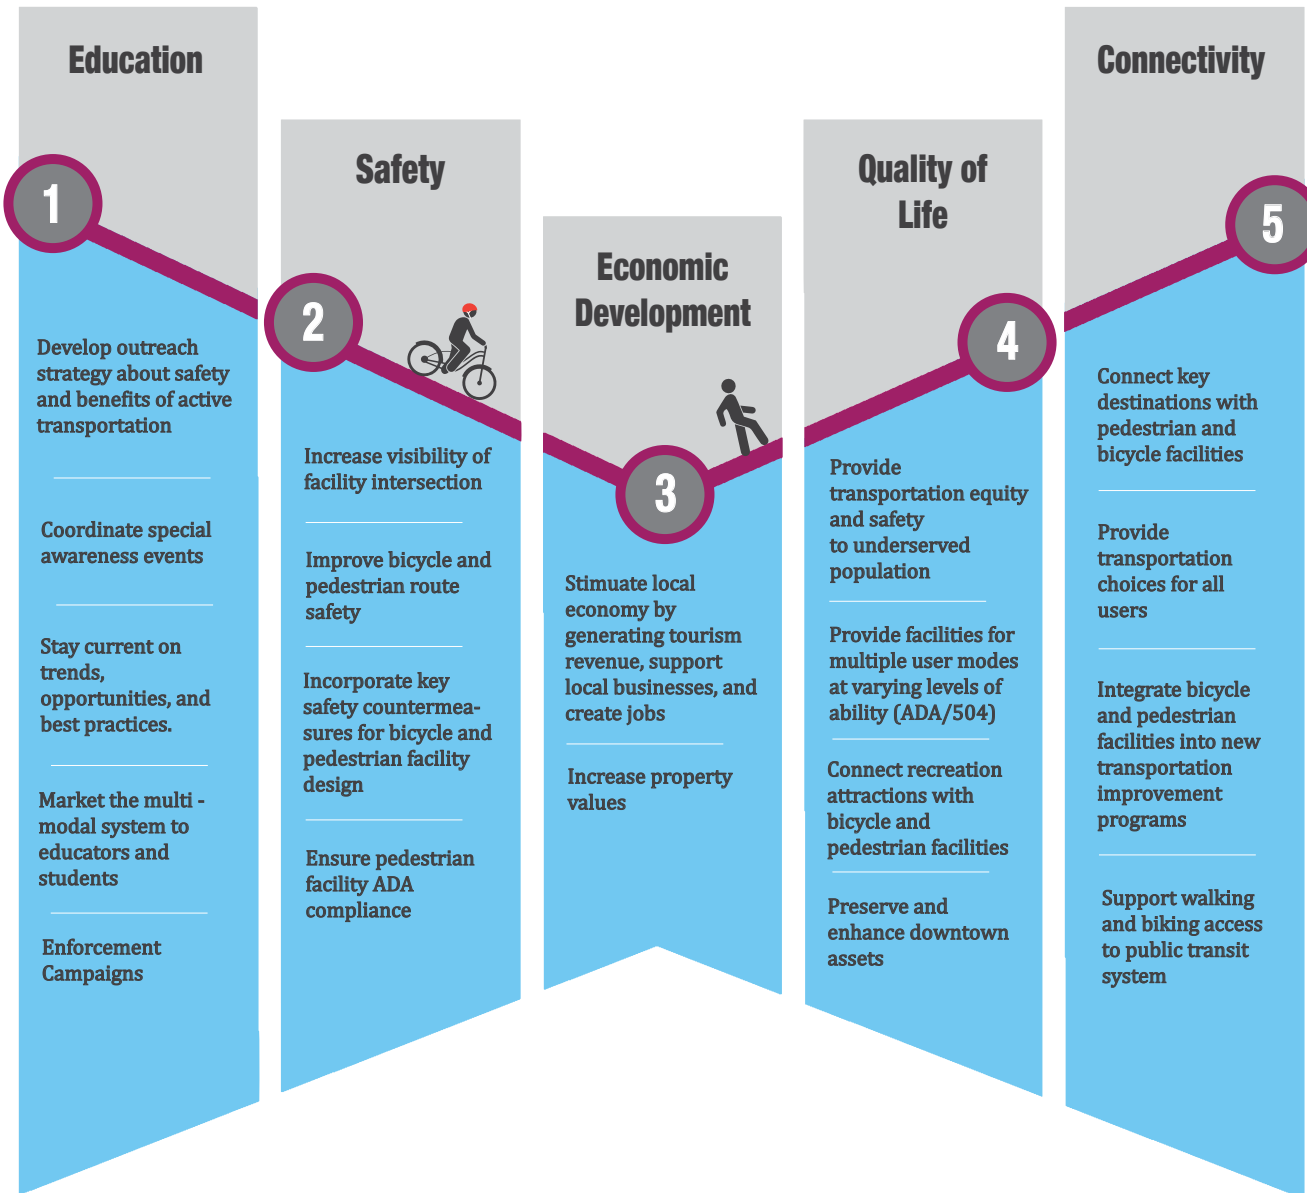 Education
1
Develop outreach
strategy about safety
and benefits of active
transportation
Coordinate special
awareness events
Stay current on
trends,
opportunities, and
best practices.
Market the multi -
modal system to
educators and
students
Enforcement
Campaigns
Safety
2
Increase visibility of
facility intersection
Improve bicycle and
pedestrian route
safety
Incorporate key
safety countermea-
sures for bicycle and
pedestrian facility
design
Ensure pedestrian
facility ADA
compliance
Economic
Development
3
Stimuate local
economy by
generating tourism
revenue, support
local businesses, and
create jobs
Increase property
values
Quality of
Life
4
Provide
transportation equity
and safety
to underserved
population
Provide facilities for
multiple user modes
at varying levels of
ability (ADA/504)
Connect recreation
attractions with
bicycle and
pedestrian facilities
Preserve and
enhance downtown
assets
Connectivity
5
Connect key
destinations with
pedestrian and
bicycle facilities
Provide
transportation
choices for all
users
Integrate bicycle
and pedestrian
facilities into new
transportation
improvement
programs
Support walking
and biking access
to public transit
system